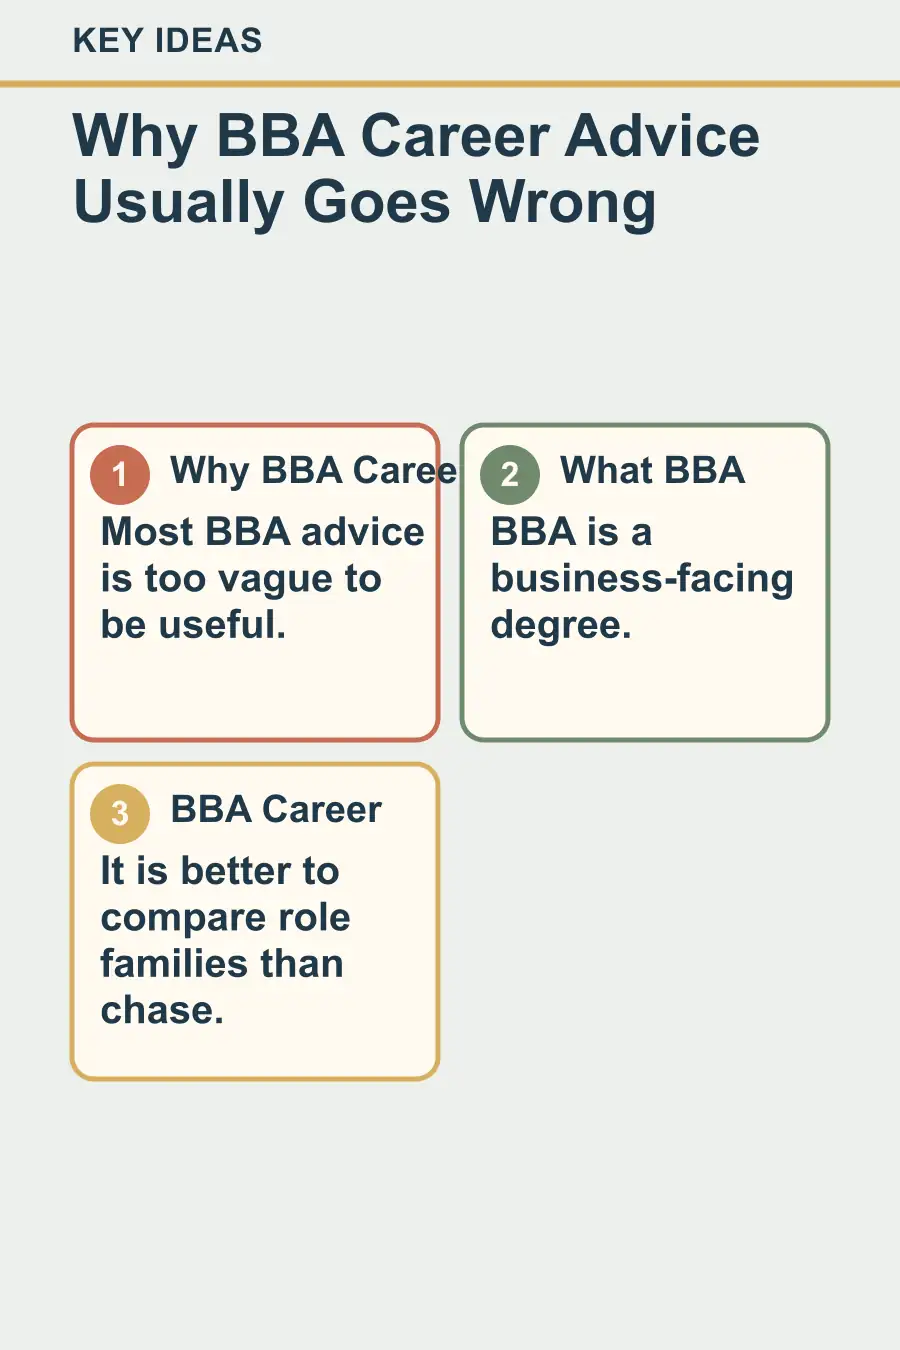 KEY IDEAS
Why BBA Career Advice
Usually Goes Wrong
1
Why BBA Caree
Most BBA advice
is too vague to
be useful.
2
What BBA
BBA is a
business-facing
degree.
3
BBA Career
It is better to
compare role
families than
chase.